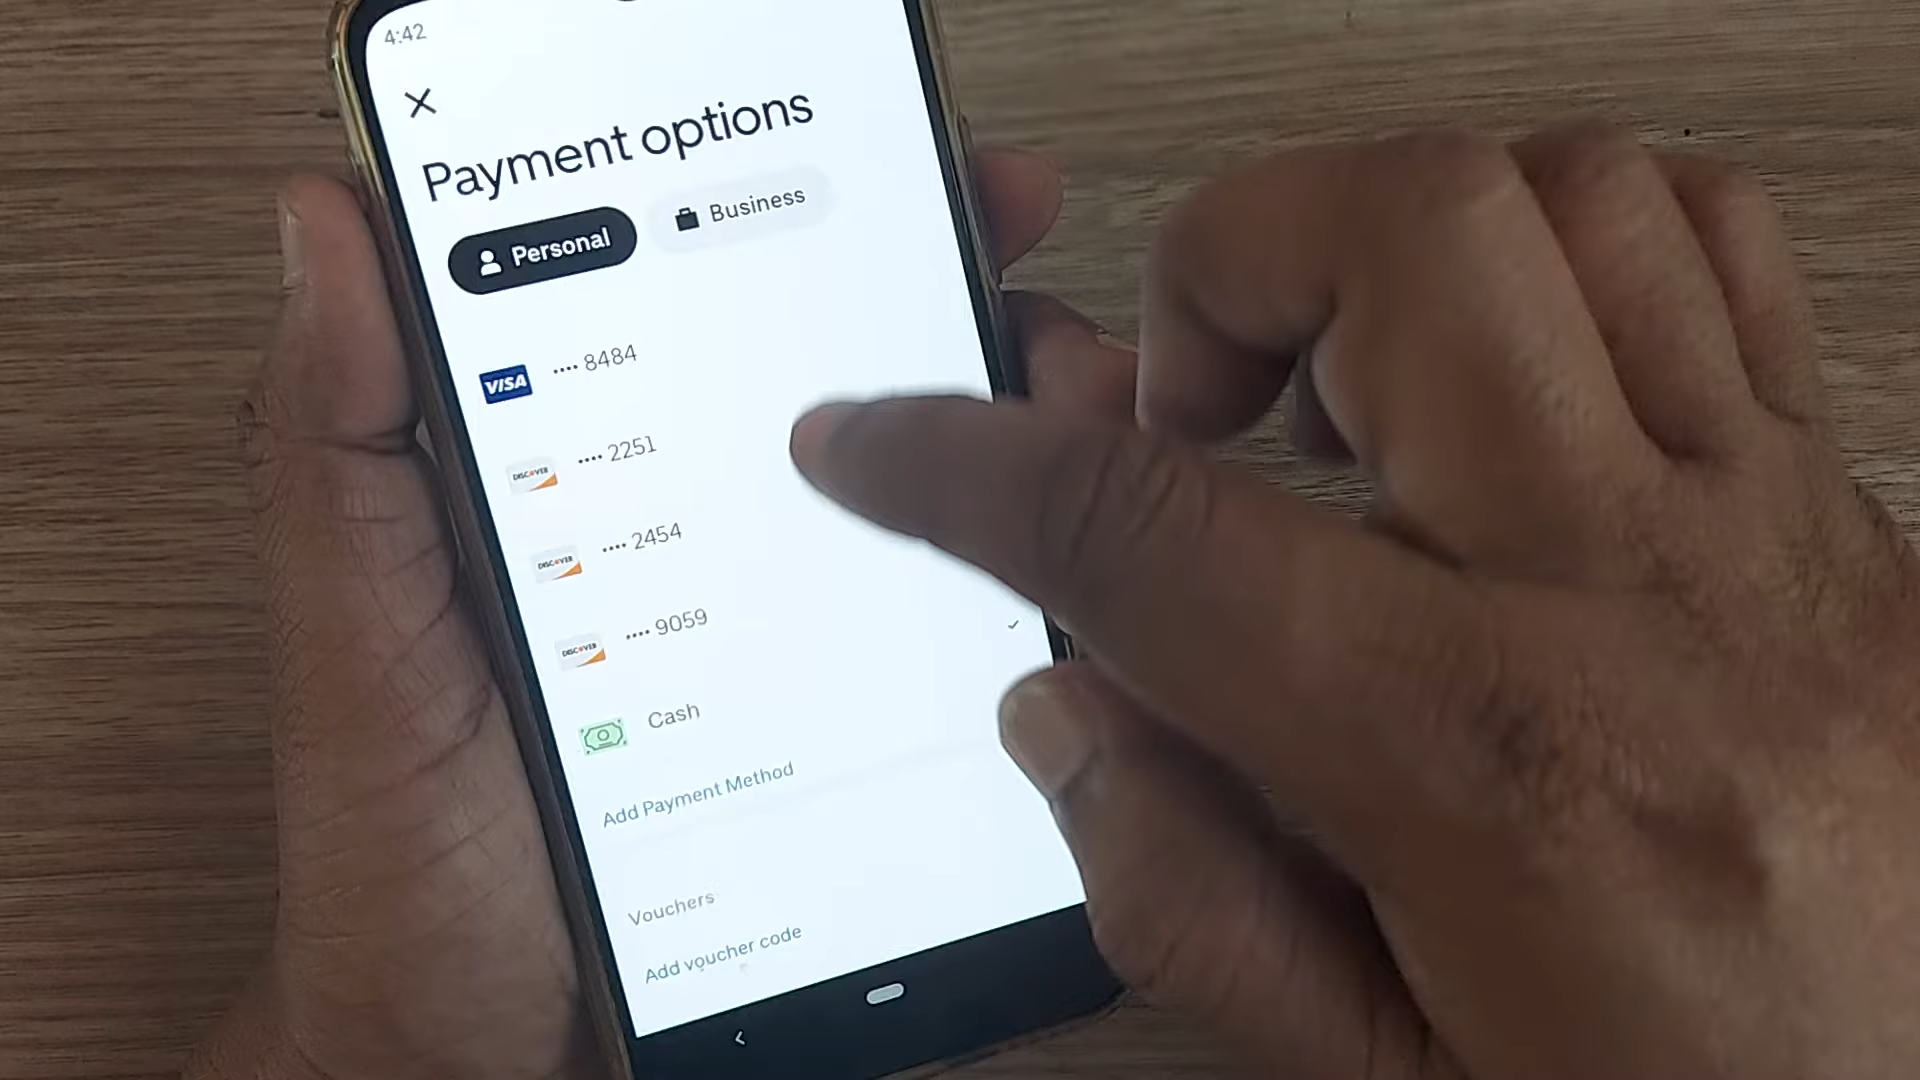 4:42
Payment options
Personal
Business
VISA •••• 8484
DISCOVER •••• 2251
DISCOVER •••• 2454
DISCOVER •••• 9059
Cash
Add Payment Method
Vouchers
Add voucher code